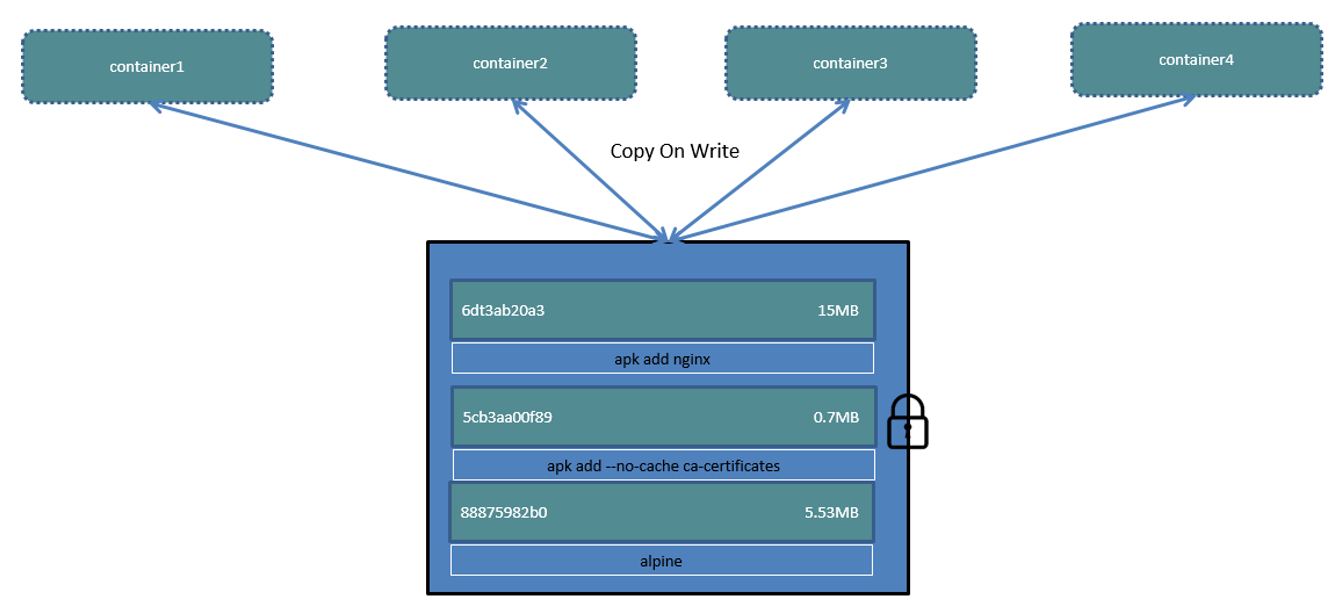 container1
container2
container3
container4
Copy On Write
6dt3ab20a3 15MB
apk add nginx
5cb3aa00f89 0.7MB
apk add --no-cache ca-certificates
88875982b0 5.53MB
alpine